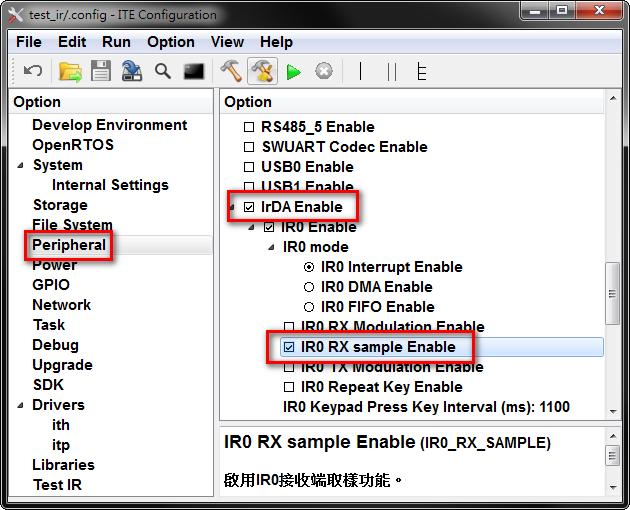 test_ir/.config - ITE Configuration
File Edit Run Option View Help
Option
Develop Environment
OpenRTOS
System
Internal Settings
Storage
File System
Peripheral
Power
GPIO
Network
Task
Debug
Upgrade
SDK
Drivers
ith
itp
Libraries
Test IR
Option
RS485_5 Enable
SWUART Codec Enable
USB0 Enable
USB1 Enable
IrDA Enable
IR0 Enable
IR0 mode
IR0 Interrupt Enable
IR0 DMA Enable
IR0 FIFO Enable
IR0 RX Modulation Enable
IR0 RX sample Enable
IR0 TX Modulation Enable
IR0 Repeat Key Enable
IR0 Keypad Press Key Interval (ms): 1100
IR0 RX sample Enable (IR0_RX_SAMPLE)
啟用IR0接收端取樣功能。